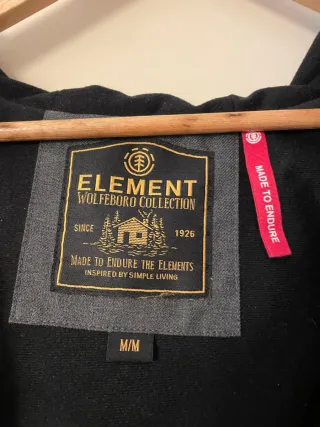 ELEMENT
WOLFEBORO COLLECTION
SINCE 1926
MADE TO ENDURE THE ELEMENTS
INSPIRED BY SIMPLE LIVING
M/M
MADE TO ENDURE